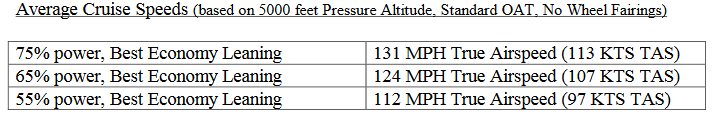 Average Cruise Speeds (based on 5000 feet Pressure Altitude, Standard OAT, No Wheel Fairings)
75% power, Best Economy Leaning 131 MPH True Airspeed (113 KTS TAS)
65% power, Best Economy Leaning 124 MPH True Airspeed (107 KTS TAS)
55% power, Best Economy Leaning 112 MPH True Airspeed (97 KTS TAS)